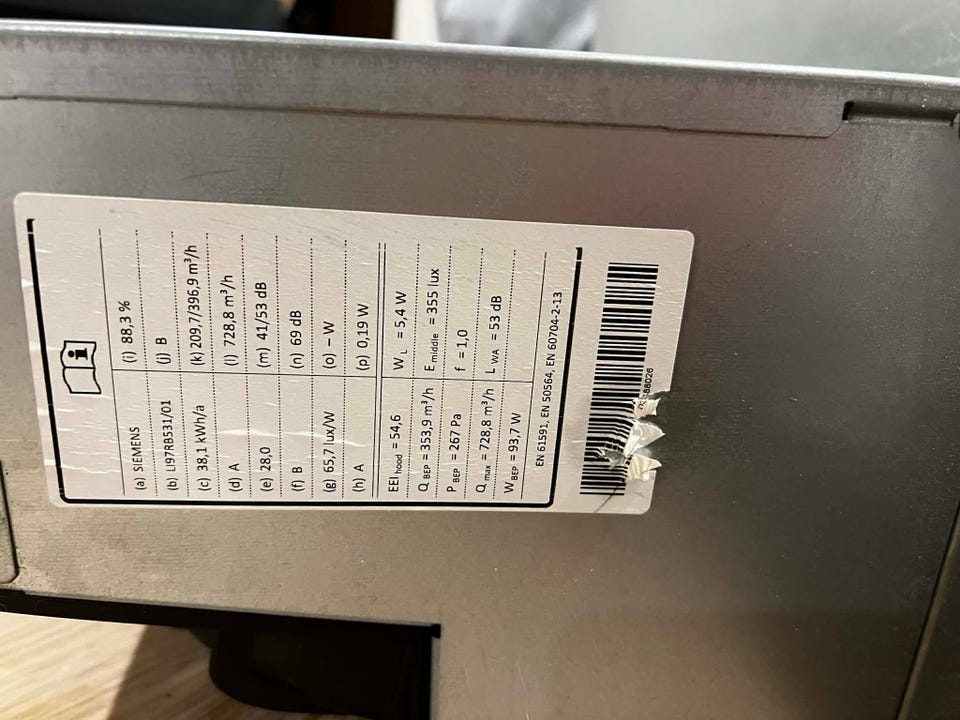 (a) SIEMENS
(b) LI97RB531/01
(c) 38,1 kWh/a
(d) A
(e) 28,0
(f) B
(g) 65,7 lux/W
(h) A
(i) 88,3 %
(j) B
(k) 209,7/396,9 m³/h
(l) 728,8 m³/h
(m) 41/53 dB
(n) 69 dB
(o) – W
(p) 0,19 W
EEI hood = 54,6
Q BEP = 353,9 m³/h
P BEP = 267 Pa
Q max = 728,8 m³/h
W BEP = 93,7 W
W L = 5,4 W
E middle = 355 lux
f = 1,0
L WA = 53 dB
EN 61591, EN 50564, EN 60704-2-13